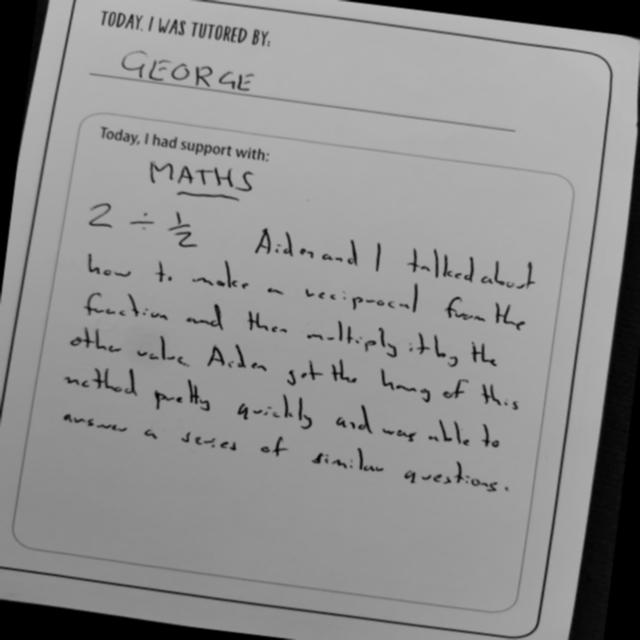 TODAY, I WAS TUTORED BY:
GEORGE
Today, I had support with:
MATHS
2 ÷ 1/2 Aiden and I talked about
how to make a reciprocal from the
fraction and then multiply it by the
other value. Aiden got the hang of this
method pretty quickly and was able to
answer a series of similar questions.